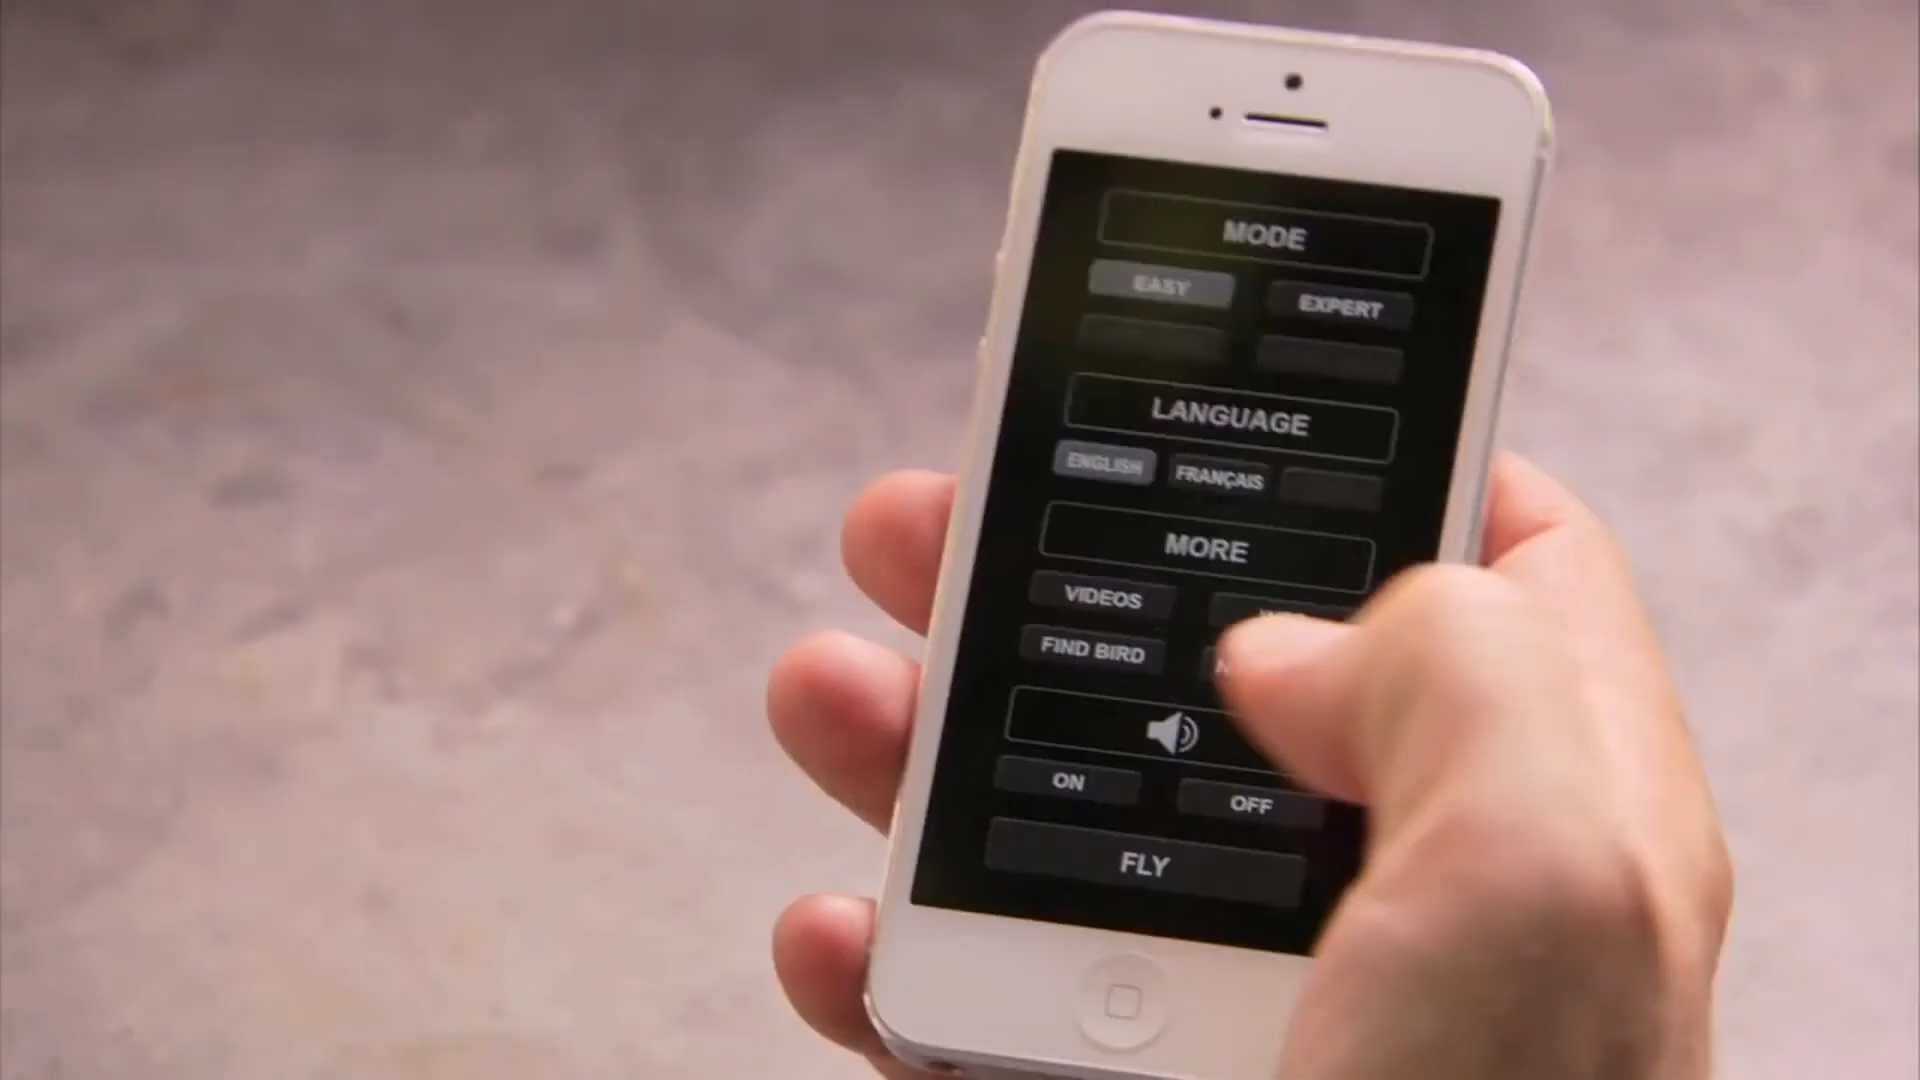 MODE
EASY EXPERT
LANGUAGE
ENGLISH FRANÇAIS
MORE
VIDEOS
FIND BIRD
ON OFF
FLY